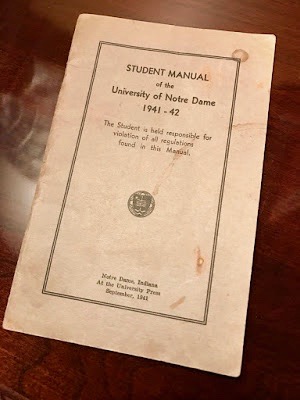 STUDENT MANUAL
of the
University of Notre Dame
1941 - 42
The Student is held responsible for
violation of all regulations
found in this Manual.
Notre Dame, Indiana
At the University Press
September, 1941